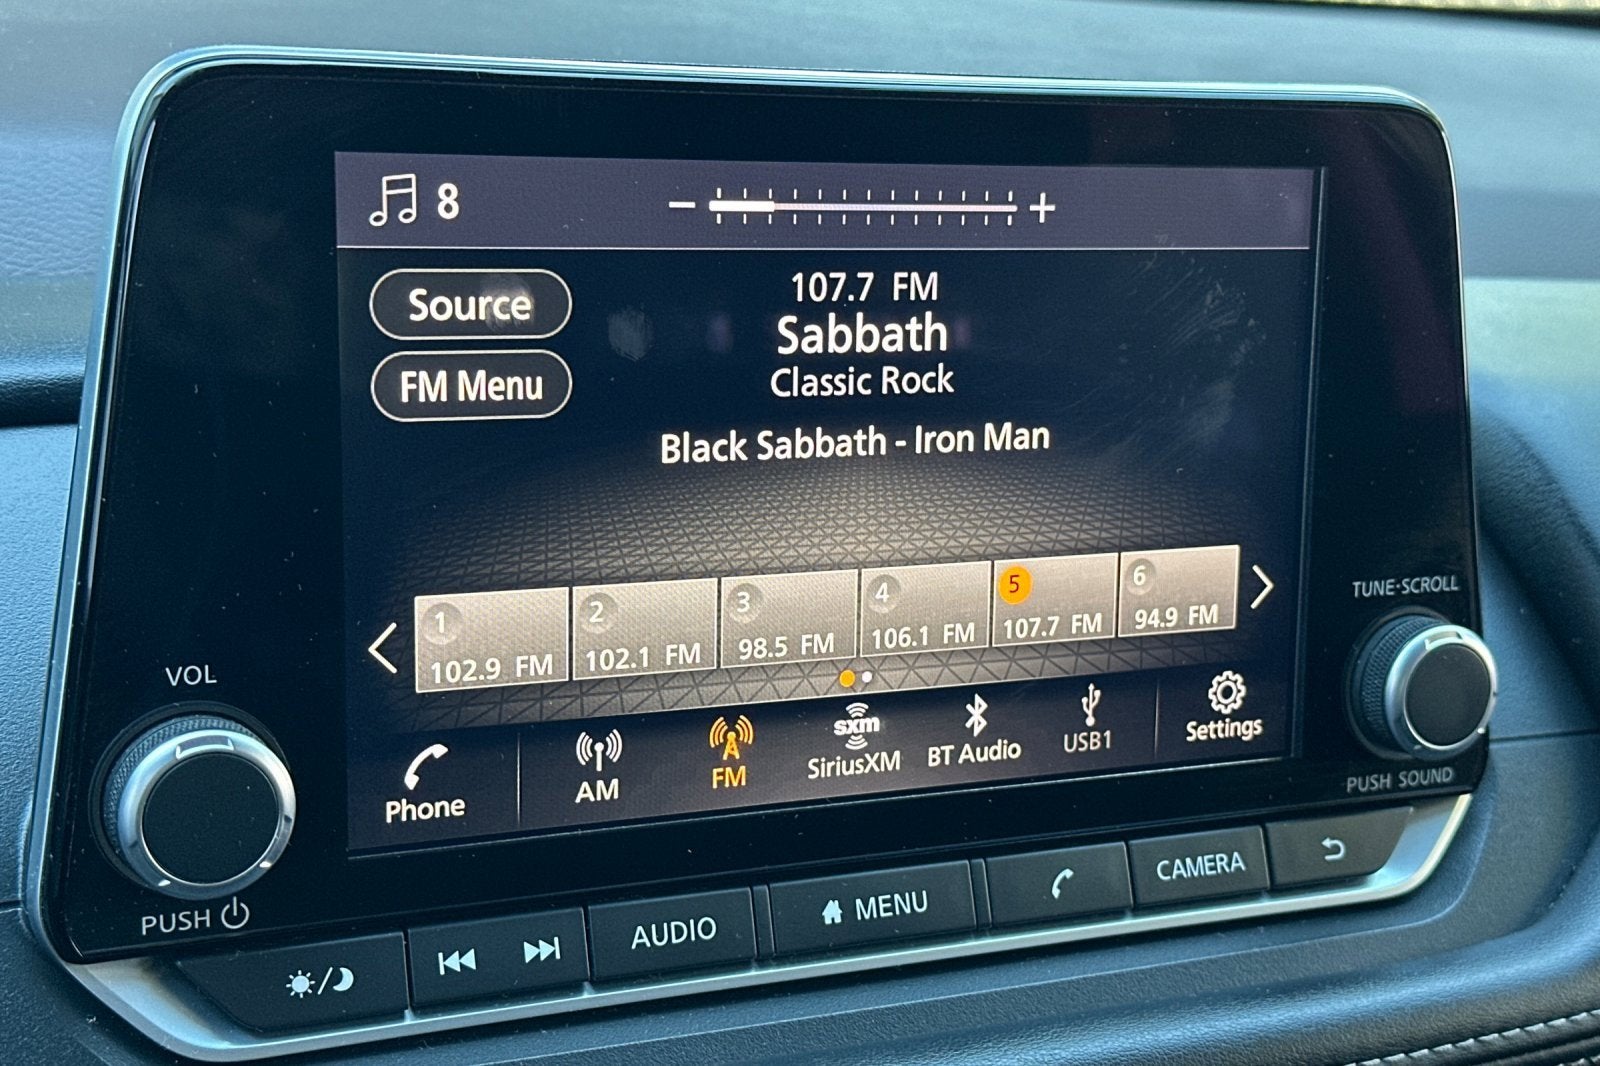 8
- +
Source
FM Menu
107.7 FM
Sabbath
Classic Rock
Black Sabbath - Iron Man
1
102.9 FM
2
102.1 FM
3
98.5 FM
4
106.1 FM
5
107.7 FM
6
94.9 FM
Phone
AM
FM
sxm
SiriusXM
BT Audio
USB1
Settings
VOL
PUSH
TUNE·SCROLL
PUSH SOUND
AUDIO
MENU
CAMERA